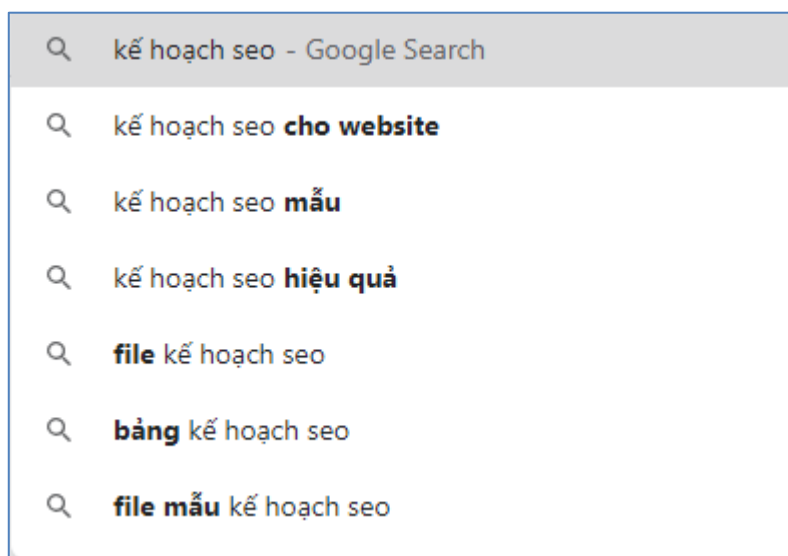 kế hoạch seo - Google Search
kế hoạch seo cho website
kế hoạch seo mẫu
kế hoạch seo hiệu quả
file kế hoạch seo
bảng kế hoạch seo
file mẫu kế hoạch seo